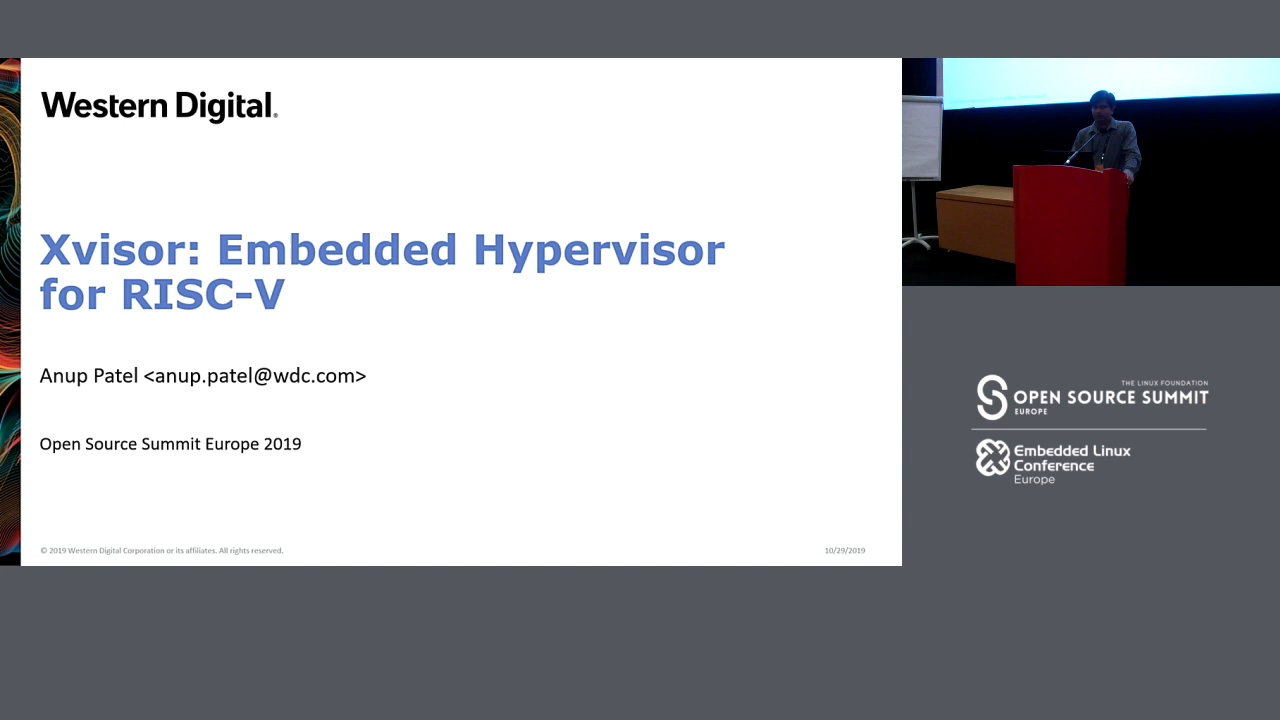 Western Digital®
Xvisor: Embedded Hypervisor
for RISC-V
Anup Patel <anup.patel@wdc.com>
Open Source Summit Europe 2019
© 2019 Western Digital Corporation or its affiliates. All rights reserved.
10/29/2019
THE LINUX FOUNDATION
OPEN SOURCE SUMMIT
EUROPE
Embedded Linux
Conference
Europe